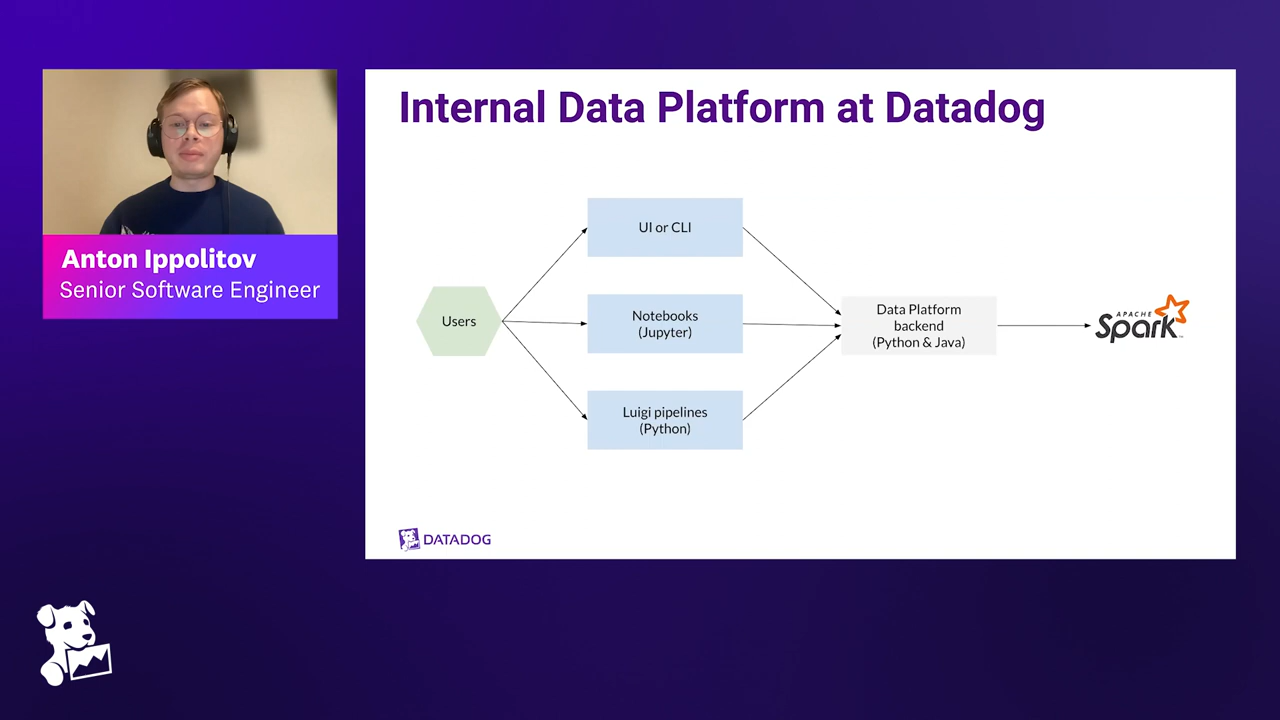 Internal Data Platform at Datadog
Anton Ippolitov
Senior Software Engineer
Users
UI or CLI
Notebooks
(Jupyter)
Luigi pipelines
(Python)
Data Platform
backend
(Python & Java)
APACHE
Spark
DATADOG